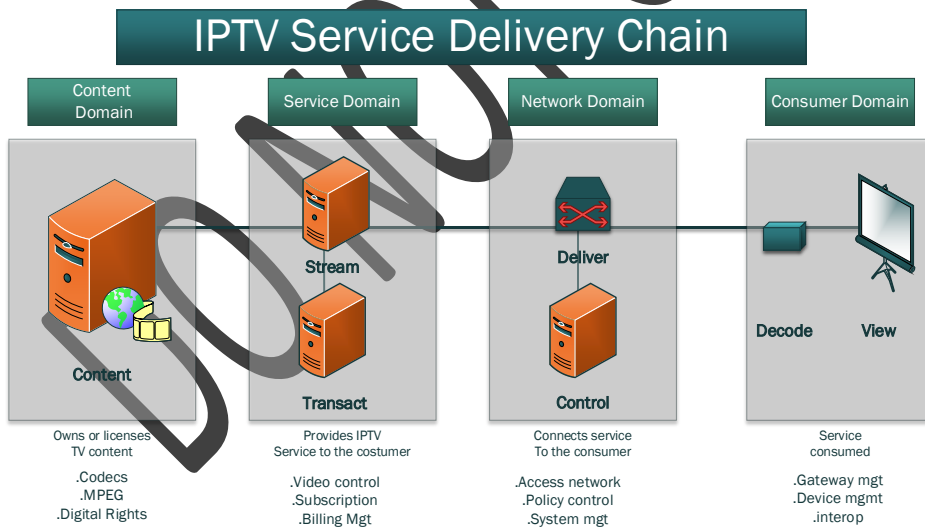 IPTV Service Delivery Chain
Content
Domain
Service Domain
Network Domain
Consumer Domain
Content
Stream
Transact
Deliver
Control
Decode
View
Owns or licenses
TV content
.Codecs
.MPEG
.Digital Rights
Provides IPTV
Service to the costumer
.Video control
.Subscription
.Billing Mgt
Connects service
To the consumer
.Access network
.Policy control
.System mgt
Service
consumed
.Gateway mgt
.Device mgmt
.interop